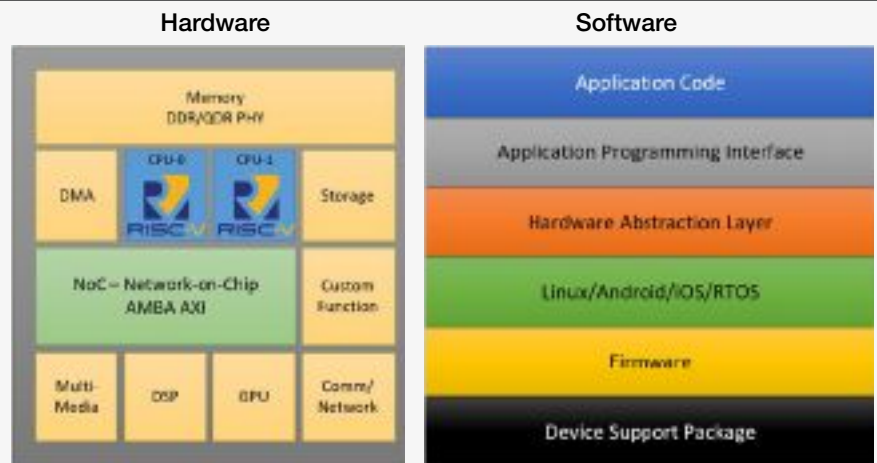 Hardware
Software
Memory
DDR/QDR PHY
DMA
CPU-0
RISC-V
CPU-1
RISC-V
Storage
NoC – Network-on-Chip
AMBA AXI
Custom
Function
Multi-
Media
DSP
GPU
Comm/
Network
Application Code
Application Programming Interface
Hardware Abstraction Layer
Linux/Android/iOS/RTOS
Firmware
Device Support Package